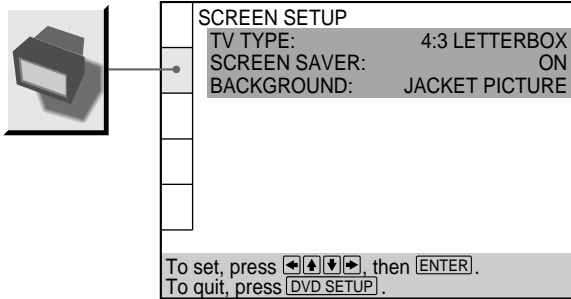 SCREEN SETUP
TV TYPE: 4:3 LETTERBOX
SCREEN SAVER: ON
BACKGROUND: JACKET PICTURE
To set, press ←↑↓→, then ENTER.
To quit, press DVD SETUP.